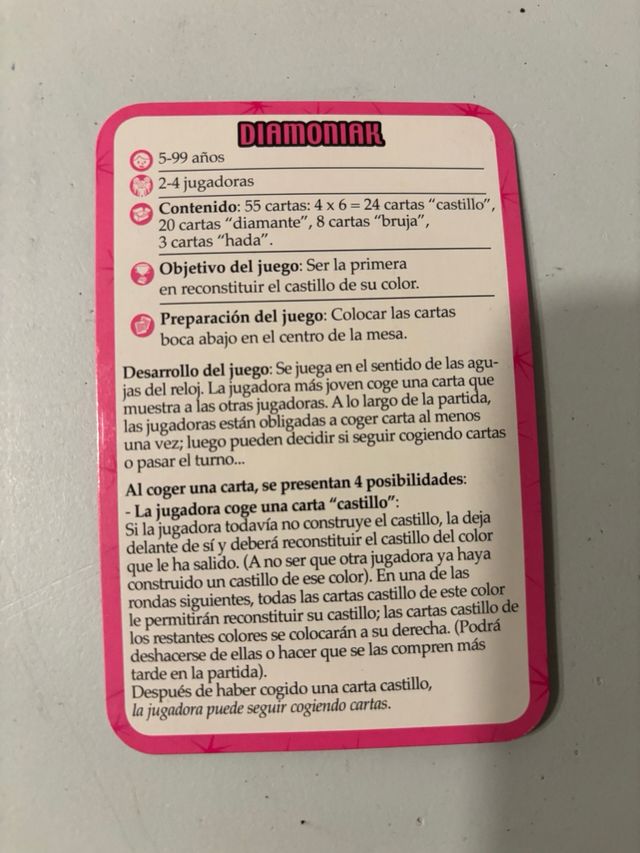 DIAMONIAK
5-99 años
2-4 jugadoras
Contenido: 55 cartas: 4 x 6 = 24 cartas “castillo”,
20 cartas “diamante”, 8 cartas “bruja”,
3 cartas “hada”.
Objetivo del juego: Ser la primera
en reconstituir el castillo de su color.
Preparación del juego: Colocar las cartas
boca abajo en el centro de la mesa.
Desarrollo del juego: Se juega en el sentido de las agu-
jas del reloj. La jugadora más joven coge una carta que
muestra a las otras jugadoras. A lo largo de la partida,
las jugadoras están obligadas a coger carta al menos
una vez; luego pueden decidir si seguir cogiendo cartas
o pasar el turno...
Al coger una carta, se presentan 4 posibilidades:
- La jugadora coge una carta “castillo”:
Si la jugadora todavía no construye el castillo, la deja
delante de sí y deberá reconstituir el castillo del color
que le ha salido. (A no ser que otra jugadora ya haya
construido un castillo de ese color). En una de las
rondas siguientes, todas las cartas castillo de este color
le permitirán reconstituir su castillo; las cartas castillo de
los restantes colores se colocarán a su derecha. (Podrá
deshacerse de ellas o hacer que se las compren más
tarde en la partida).
Después de haber cogido una carta castillo,
la jugadora puede seguir cogiendo cartas.